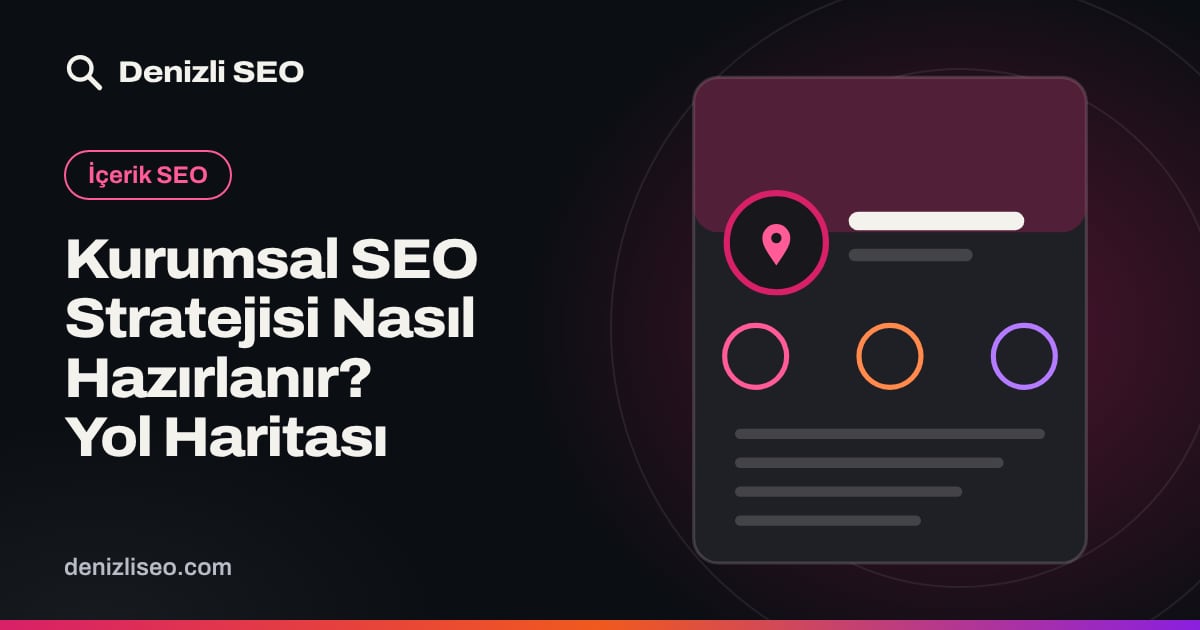 Denizli SEO
İçerik SEO
Kurumsal SEO
Stratejisi Nasıl
Hazırlanır?
Yol Haritası
denizliseo.com